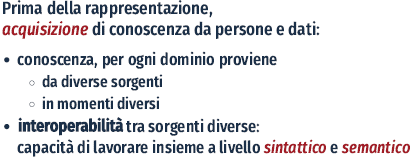 Prima della rappresentazione,
acquisizione di conoscenza da persone e dati:
• conoscenza, per ogni dominio proviene
◦ da diverse sorgenti
◦ in momenti diversi
• interoperabilità tra sorgenti diverse:
capacità di lavorare insieme a livello sintattico e semantico